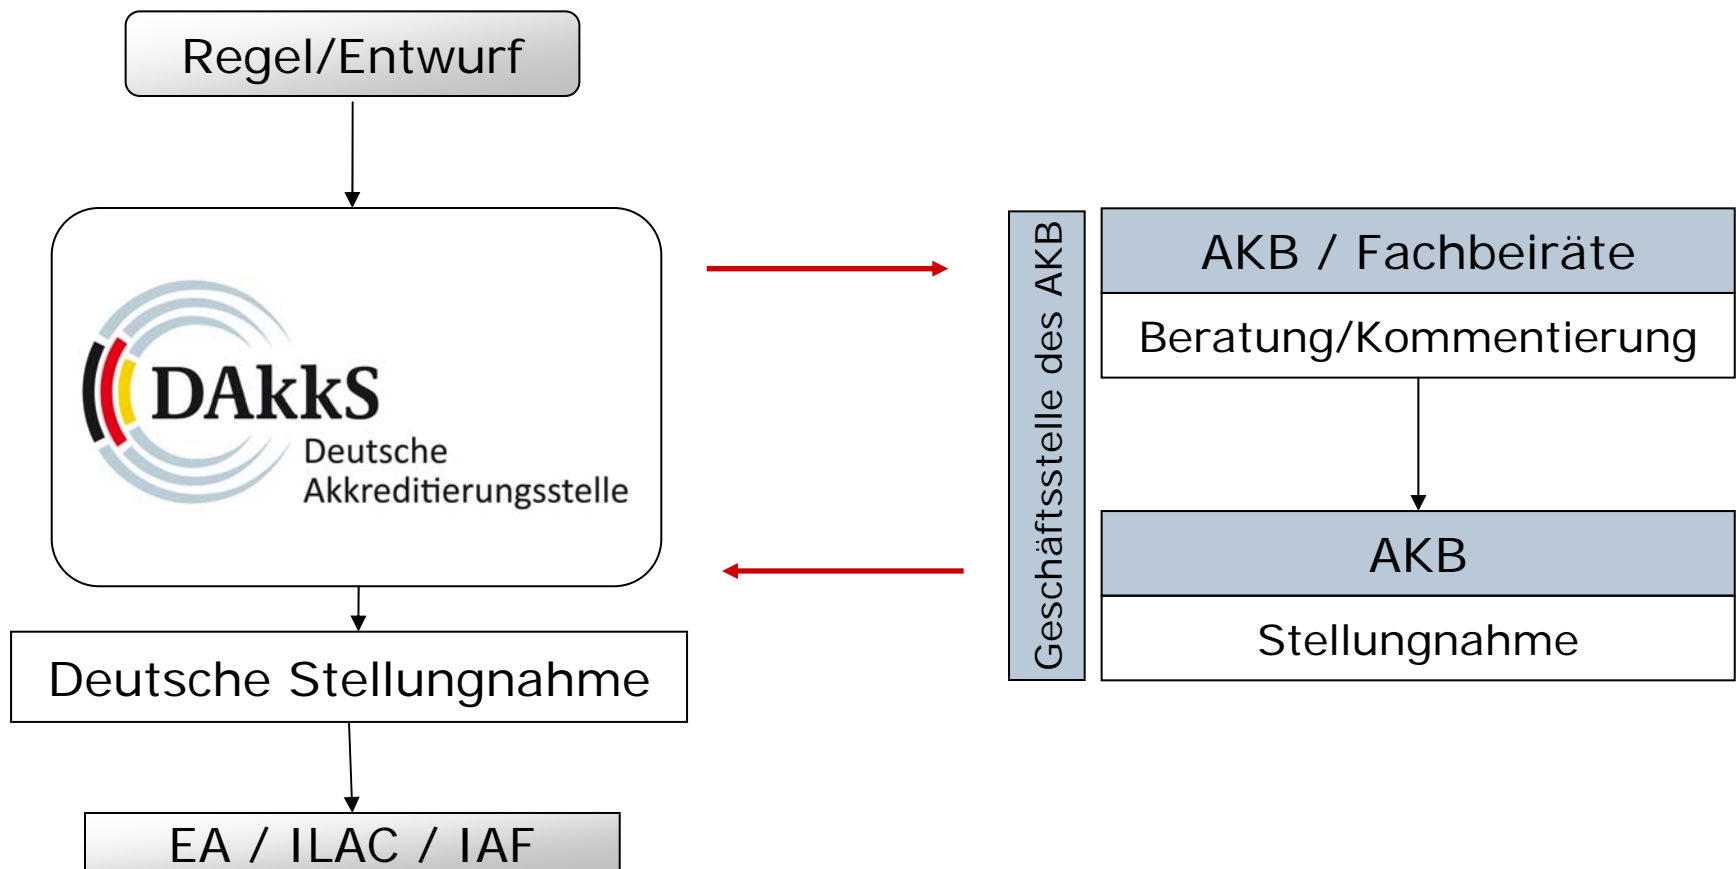 Regel/Entwurf
DAkkS
Deutsche
Akkreditierungsstelle
Deutsche Stellungnahme
EA / ILAC / IAF
Geschäftsstelle des AKB
AKB / Fachbeiräte
Beratung/Kommentierung
AKB
Stellungnahme